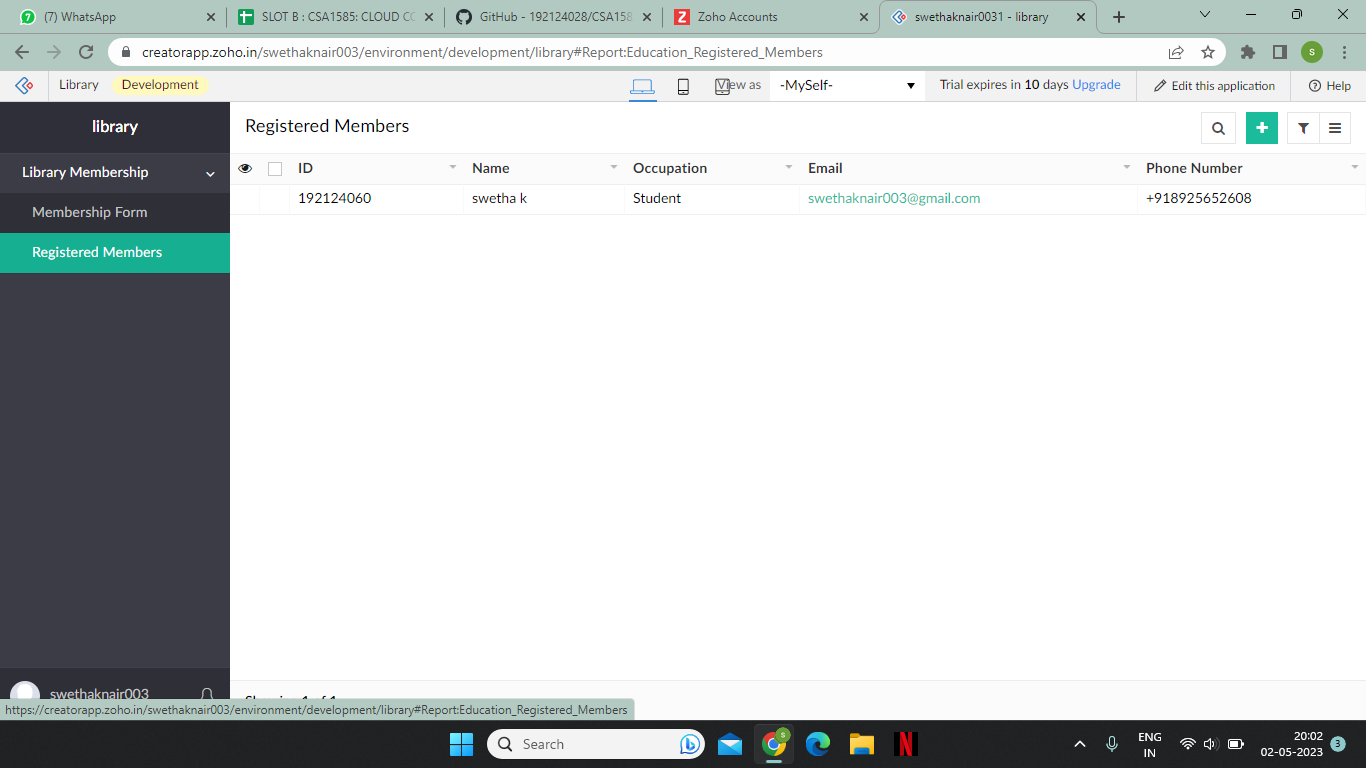 (7) WhatsApp
SLOT B : CSA1585: CLOUD CC
GitHub - 192124028/CSA158
Zoho Accounts
swethaknair0031 - library
creatorapp.zoho.in/swethaknair003/environment/development/library#Report:Education_Registered_Members
S
Library Development View as -MySelf- Trial expires in 10 days Upgrade Edit this application Help
library
Registered Members
Library Membership
Membership Form
Registered Members
ID Name Occupation Email Phone Number
192124060 swetha k Student swethaknair003@gmail.com +918925652608
swethaknair003
Showing 1 of 1
https://creatorapp.zoho.in/swethaknair003/environment/development/library#Report:Education_Registered_Members
Search
ENG
IN
20:02
02-05-2023
3